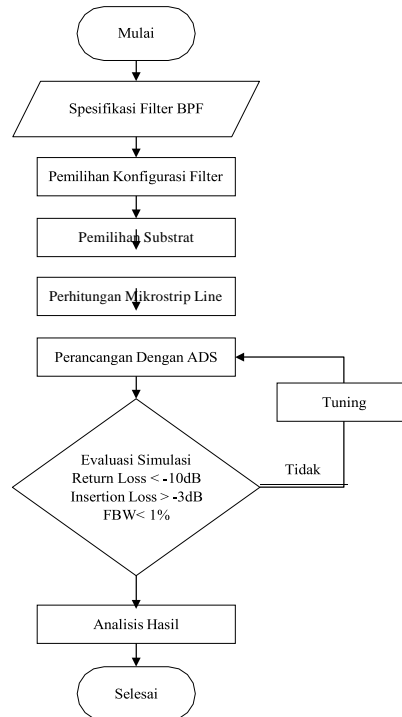 Mulai
Spesifikasi Filter BPF
Pemilihan Konfigurasi Filter
Pemilihan Substrat
Perhitungan Mikrostrip Line
Perancangan Dengan ADS
Tuning
Evaluasi Simulasi
Return Loss < -10dB
Insertion Loss > -3dB
FBW< 1%
Tidak
Analisis Hasil
Selesai